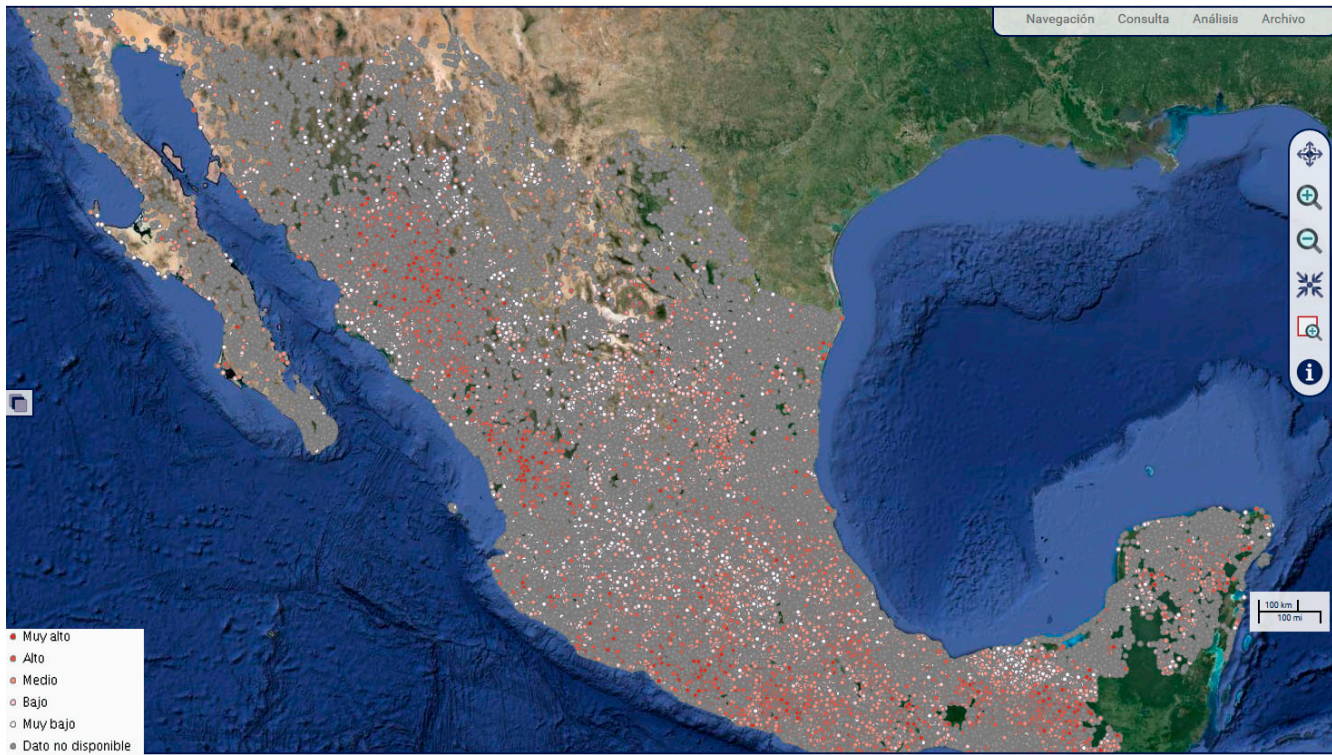 Navegación Consulta Análisis Archivo
100 km
100 mi
Muy alto
Alto
Medio
Bajo
Muy bajo
Dato no disponible